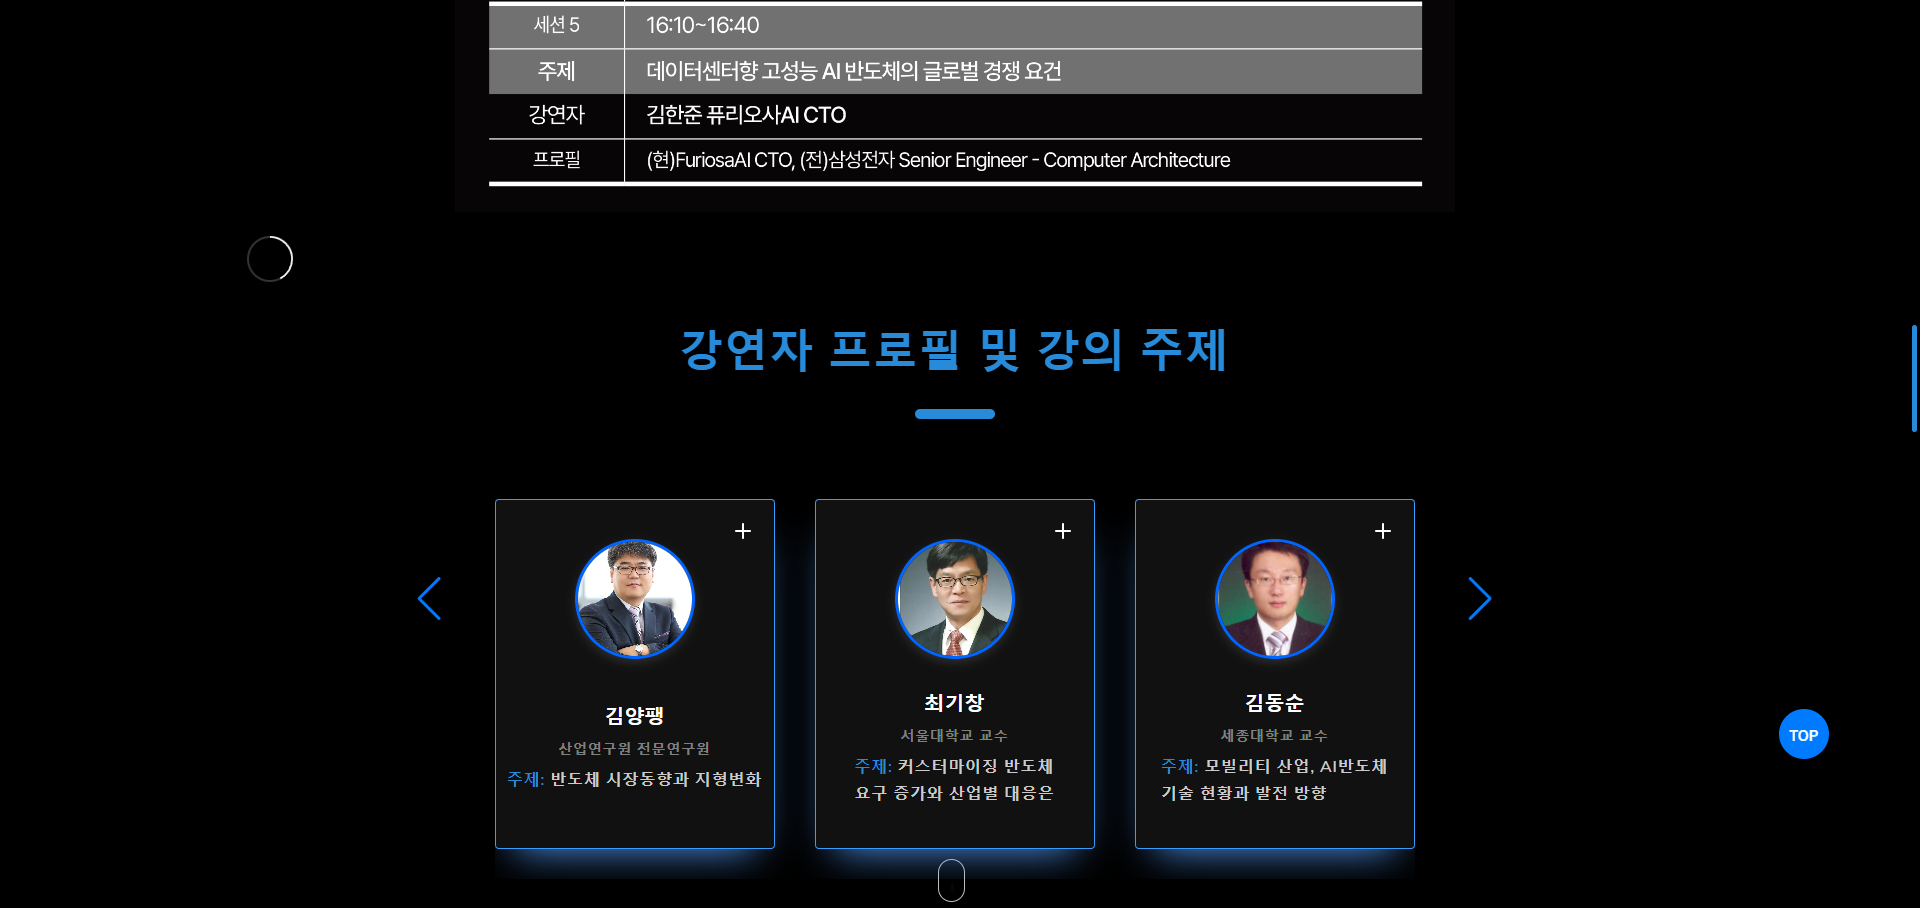 세션 5 16:10~16:40
주제 데이터센터향 고성능 AI 반도체의 글로벌 경쟁 요건
강연자 김한준 퓨리오사AI CTO
프로필 (현)FuriosaAI CTO, (전)삼성전자 Senior Engineer - Computer Architecture
강연자 프로필 및 강의 주제
김양팽
산업연구원 전문연구원
주제: 반도체 시장동향과 지형변화
최기창
서울대학교 교수
주제: 커스터마이징 반도체
요구 증가와 산업별 대응은
김동순
세종대학교 교수
주제: 모빌리티 산업, AI반도체
기술 현황과 발전 방향
TOP